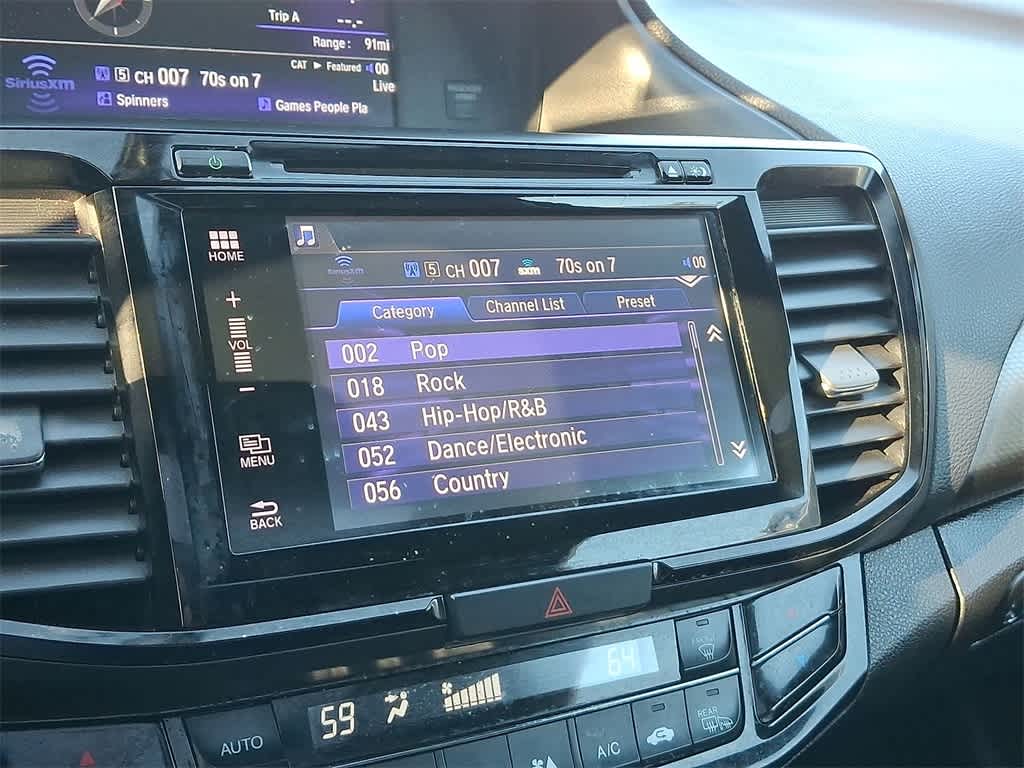 Trip A --.-
Range: 91mi
CAT ► Featured 00
SiriusXm 5 CH 007 70s on 7 Live
Spinners Games People Pla
HOME
SiriusXm 5 CH 007 sxm 70s on 7 00
+
VOL
-
MENU
BACK
Category Channel List Preset
002 Pop
018 Rock
043 Hip-Hop/R&B
052 Dance/Electronic
056 Country
59 64
AUTO A/C REAR